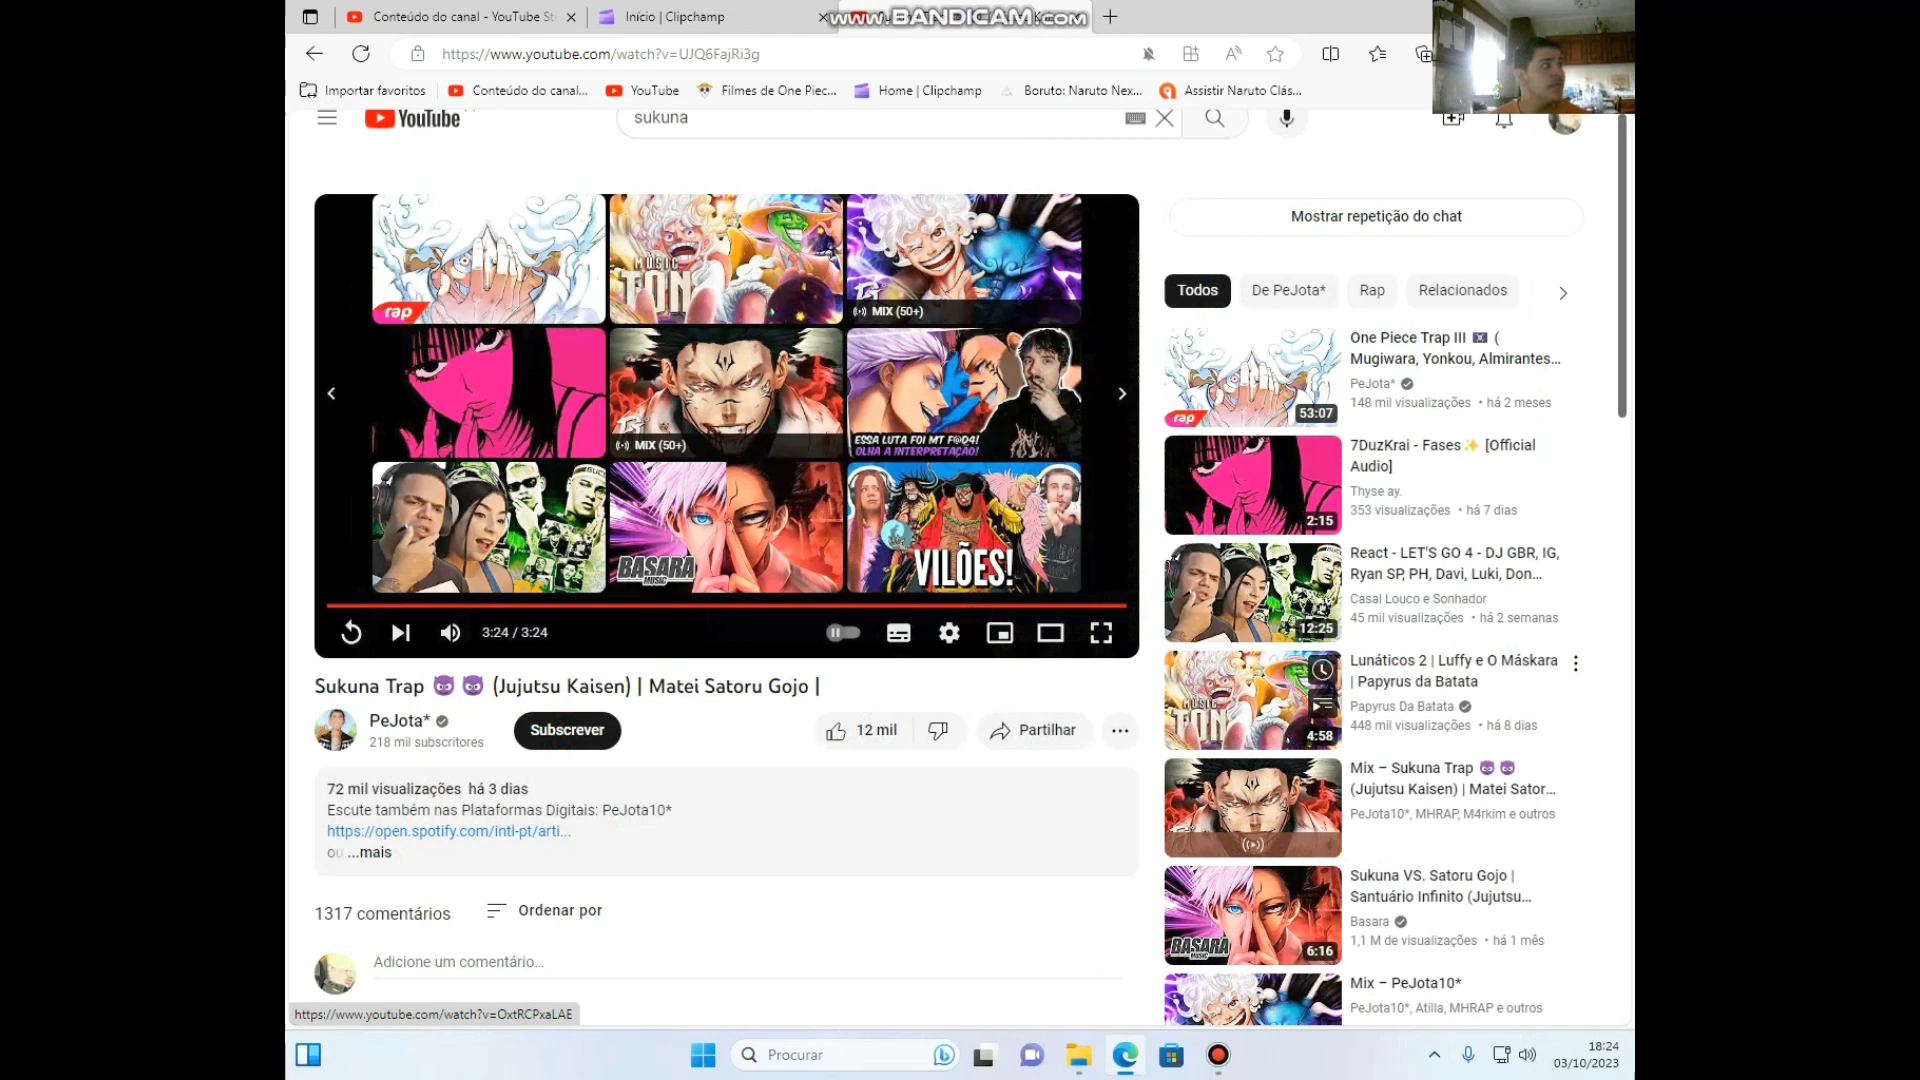 Conteúdo do canal - YouTube St
Início | Clipchamp
www.BANDICAM.com
https://www.youtube.com/watch?v=UJQ6FajRi3g
Importar favoritos
Conteúdo do canal...
YouTube
Filmes de One Piec...
Home | Clipchamp
Boruto: Naruto Nex...
Assistir Naruto Clás...
YouTube
sukuna
rap
MUSIC
TON
MIX (50+)
MIX (50+)
ESSA LUTA FOI MT F@D4!
OLHA A INTERPRETAÇÃO!
BASARA
MUSIC
VILÕES!
3:24 / 3:24
Sukuna Trap 😈 😈 (Jujutsu Kaisen) | Matei Satoru Gojo |
PeJota*
218 mil subscritores
Subscrever
12 mil
Partilhar
72 mil visualizações há 3 dias
Escute também nas Plataformas Digitais: PeJota10*
https://open.spotify.com/intl-pt/arti...
ou ...mais
1317 comentários
Ordenar por
Adicione um comentário...
https://www.youtube.com/watch?v=OxtRCPxaLAE
Mostrar repetição do chat
Todos
De PeJota*
Rap
Relacionados
rap
53:07
One Piece Trap III 🏴‍☠️ (
Mugiwara, Yonkou, Almirantes...
PeJota*
148 mil visualizações • há 2 meses
2:15
7DuzKrai - Fases✨ [Official
Audio]
Thyse ay.
353 visualizações • há 7 dias
12:25
React - LET'S GO 4 - DJ GBR, IG,
Ryan SP, PH, Davi, Luki, Don...
Casal Louco e Sonhador
45 mil visualizações • há 2 semanas
MUSIC
TON
4:58
Lunáticos 2 | Luffy e O Máskara
| Papyrus da Batata
Papyrus Da Batata
448 mil visualizações • há 8 dias
Mix – Sukuna Trap 😈 😈
(Jujutsu Kaisen) | Matei Sator...
PeJota10*, MHRAP, M4rkim e outros
BASARA
MUSIC
6:16
Sukuna VS. Satoru Gojo |
Santuário Infinito (Jujutsu...
Basara
1,1 M de visualizações • há 1 mês
Mix – PeJota10*
PeJota10*, Atilla, MHRAP e outros
Procurar
18:24
03/10/2023